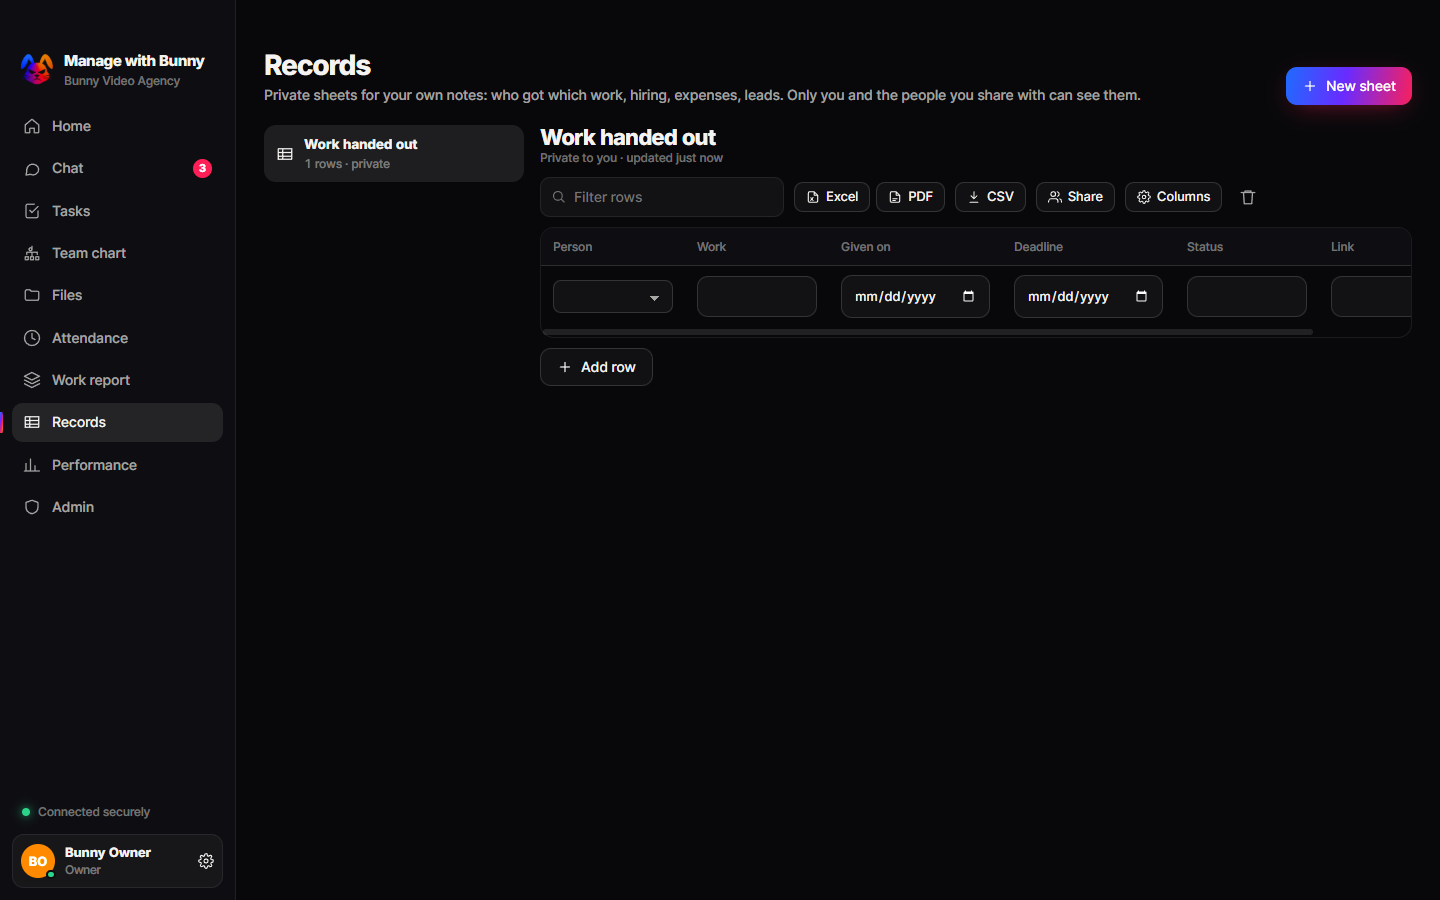 Manage with Bunny
Bunny Video Agency
Home
Chat
3
Tasks
Team chart
Files
Attendance
Work report
Records
Performance
Admin
Connected securely
BO
Bunny Owner
Owner
Records
Private sheets for your own notes: who got which work, hiring, expenses, leads. Only you and the people you share with can see them.
New sheet
Work handed out
1 rows · private
Work handed out
Private to you · updated just now
Filter rows
Excel
PDF
CSV
Share
Columns
Person Work Given on Deadline Status Link
mm/dd/yyyy mm/dd/yyyy
Add row